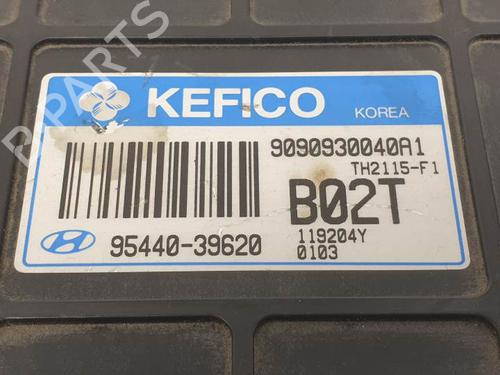 B-PARTS
KEFICO
KOREA
9090930040A1
TH2115-F1
B02T
95440-39620
119204Y
0103